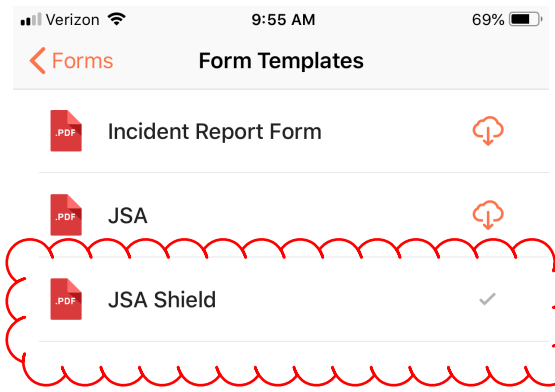 Verizon 9:55 AM 69%
Forms Form Templates
.PDF Incident Report Form
.PDF JSA
.PDF JSA Shield